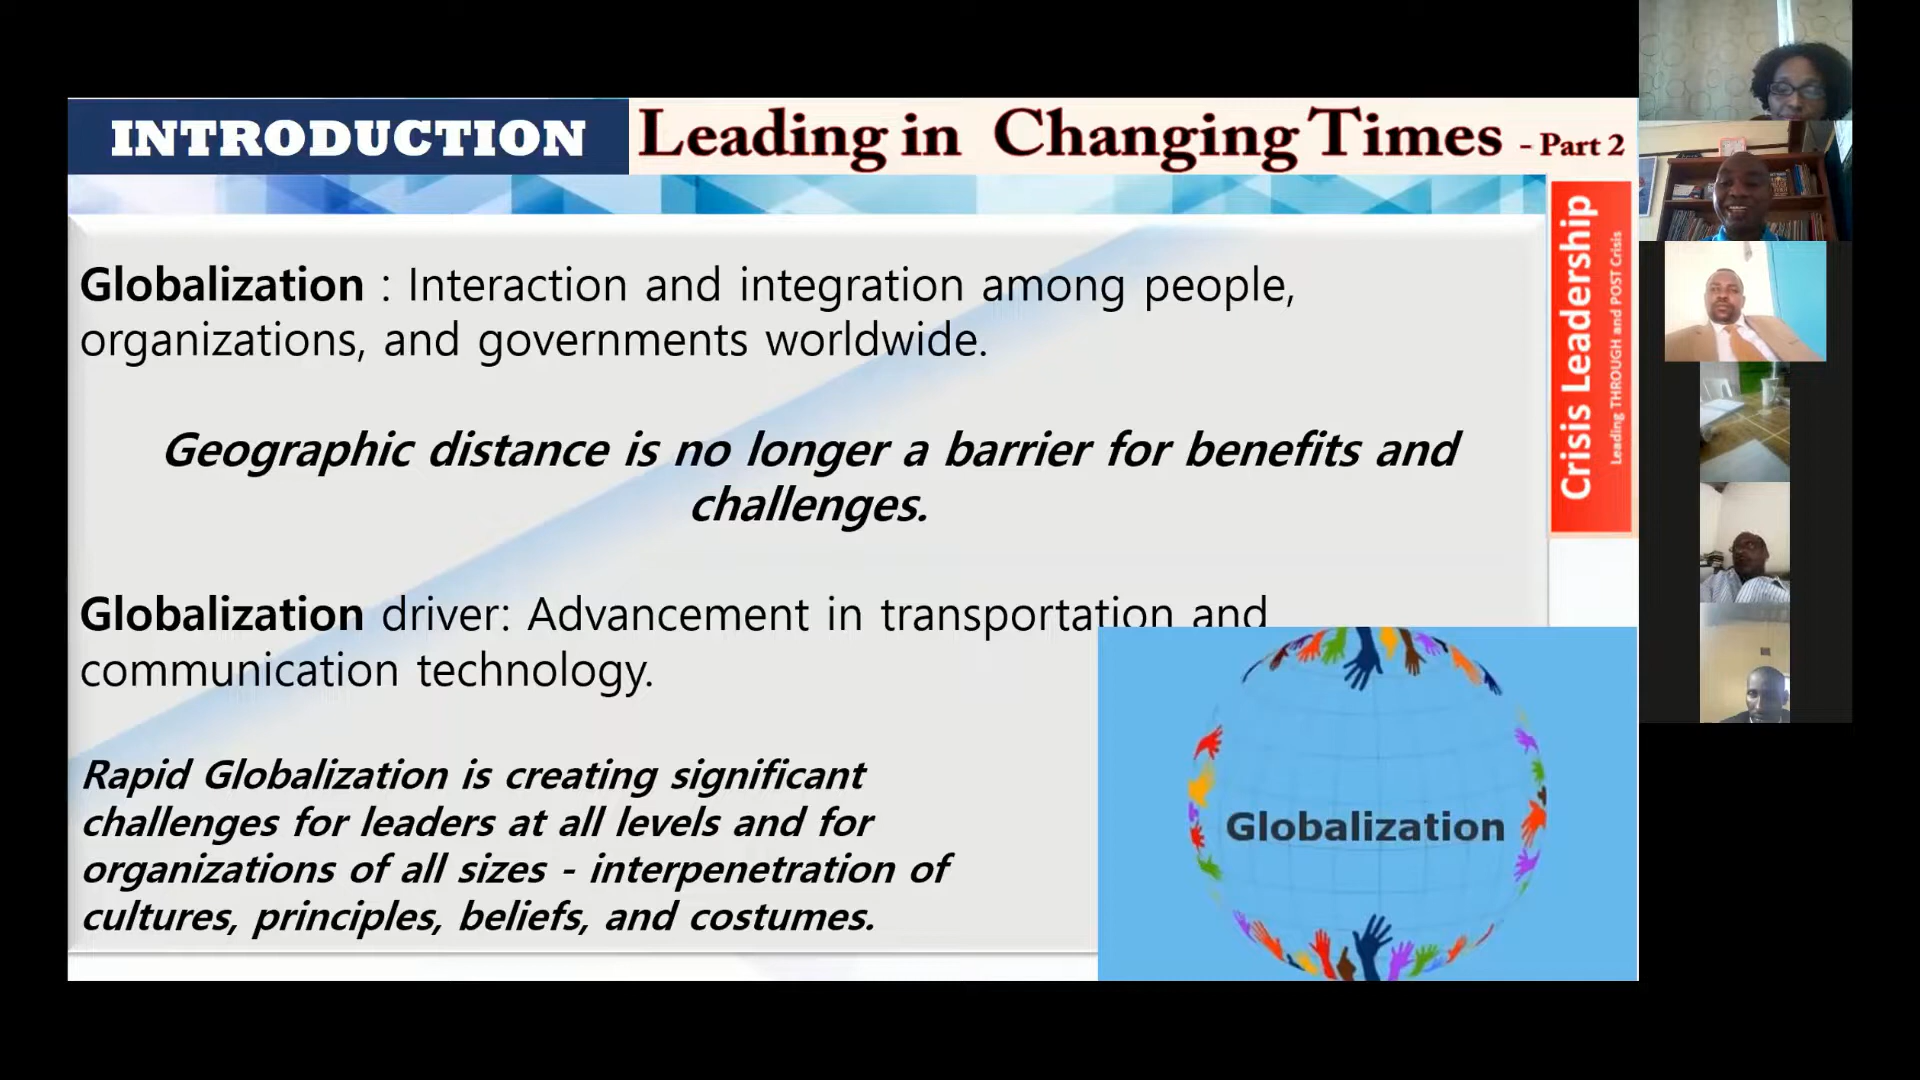 INTRODUCTION
Leading in Changing Times - Part 2
Globalization : Interaction and integration among people,
organizations, and governments worldwide.
Geographic distance is no longer a barrier for benefits and
challenges.
Globalization driver: Advancement in transportation and
communication technology.
Rapid Globalization is creating significant
challenges for leaders at all levels and for
organizations of all sizes - interpenetration of
cultures, principles, beliefs, and costumes.
Globalization
Crisis Leadership
Leading THROUGH and POST Crisis